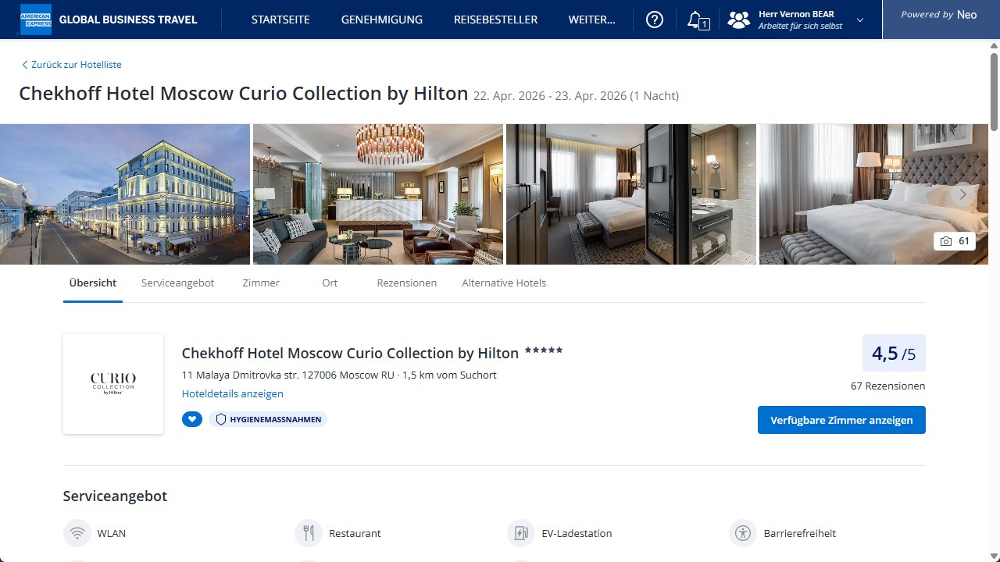 AMERICAN EXPRESS
GLOBAL BUSINESS TRAVEL
STARTSEITE
GENEHMIGUNG
REISEBESTELLER
WEITER...
1
Herr Vernon BEAR
Arbeitet für sich selbst
Powered by Neo
Zurück zur Hotelliste
Chekhoff Hotel Moscow Curio Collection by Hilton 22. Apr. 2026 - 23. Apr. 2026 (1 Nacht)
61
Übersicht
Serviceangebot
Zimmer
Ort
Rezensionen
Alternative Hotels
CURIO
COLLECTION
by Hilton
Chekhoff Hotel Moscow Curio Collection by Hilton
11 Malaya Dmitrovka str. 127006 Moscow RU · 1,5 km vom Suchort
Hoteldetails anzeigen
HYGIENEMASSNAHMEN
4,5 /5
67 Rezensionen
Verfügbare Zimmer anzeigen
Serviceangebot
WLAN
Restaurant
EV-Ladestation
Barrierefreiheit